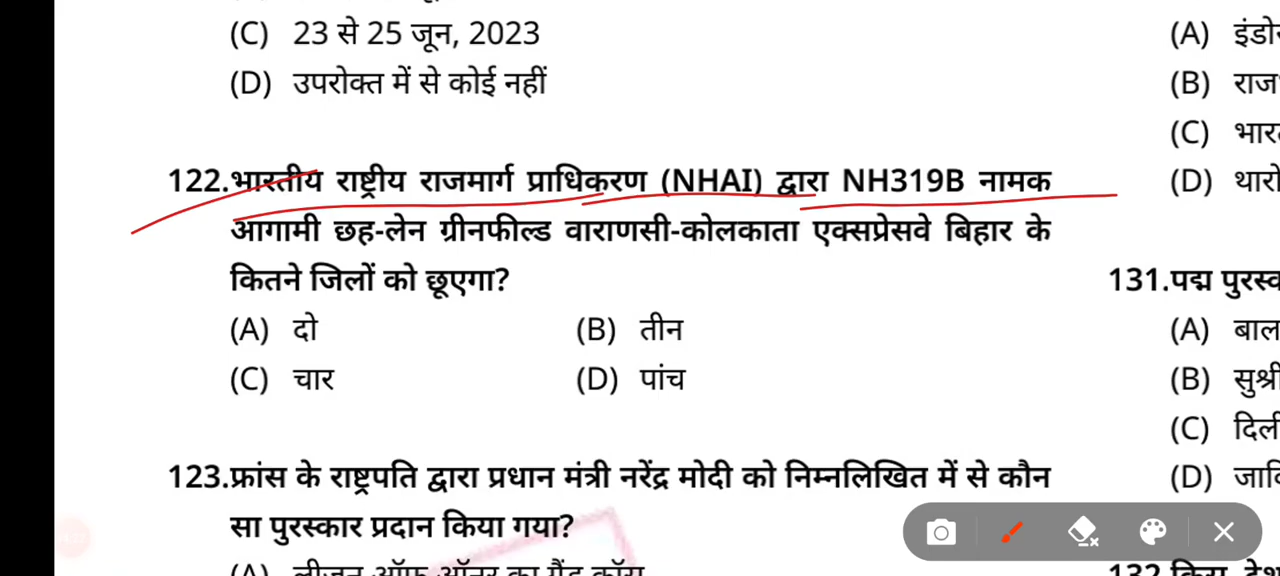 (C) 23 से 25 जून, 2023
(D) उपरोक्त में से कोई नहीं
122.भारतीय राष्ट्रीय राजमार्ग प्राधिकरण (NHAI) द्वारा NH319B नामक
आगामी छह-लेन ग्रीनफील्ड वाराणसी-कोलकाता एक्सप्रेसवे बिहार के
कितने जिलों को छूएगा?
(A) दो (B) तीन
(C) चार (D) पांच
123.फ्रांस के राष्ट्रपति द्वारा प्रधान मंत्री नरेंद्र मोदी को निम्नलिखित में से कौन
सा पुरस्कार प्रदान किया गया?
(A)
(A)
(B)
(C)
(D)
131.पद्म
(A)
(B)
(C)
(D)